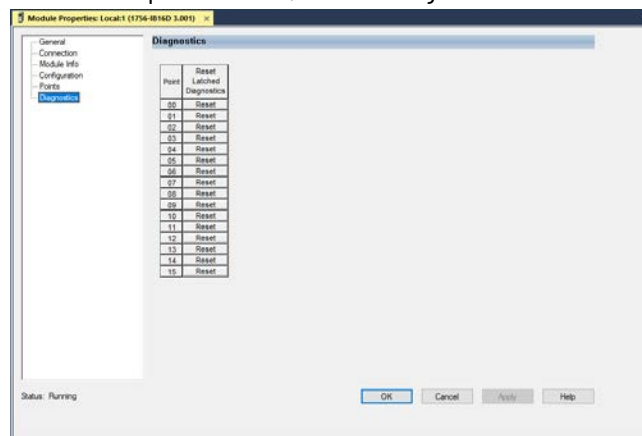 Module Properties: Local:1 (1756-IB16D 3.001) ×
General
Connection
Module Info
Configuration
Points
Diagnostics
Diagnostics
Point Reset Latched Diagnostics
00 Reset
01 Reset
02 Reset
03 Reset
04 Reset
05 Reset
06 Reset
07 Reset
08 Reset
09 Reset
10 Reset
11 Reset
12 Reset
13 Reset
14 Reset
15 Reset
Status: Running
OK Cancel Apply Help